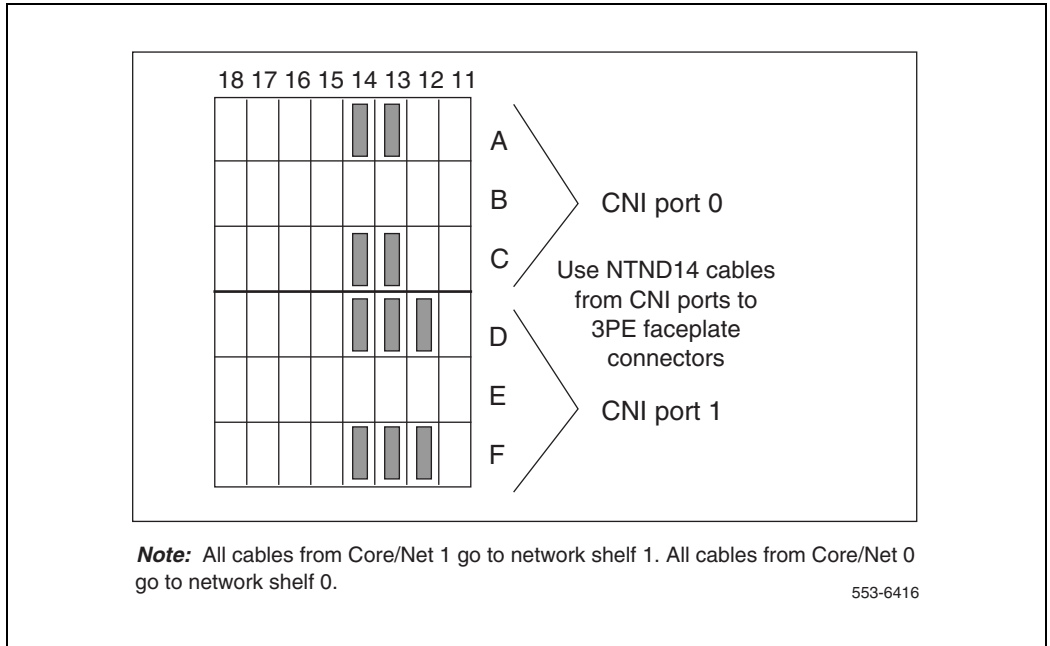 18 17 16 15 14 13 12 11
A
B
CNI port 0
C
Use NTND14 cables
from CNI ports to
3PE faceplate
connectors
D
E
CNI port 1
F
Note: All cables from Core/Net 1 go to network shelf 1. All cables from Core/Net 0
go to network shelf 0.
553-6416